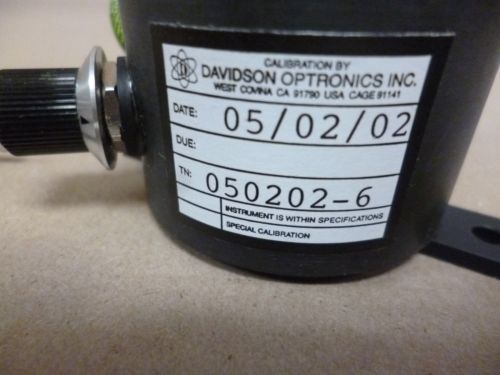 CALIBRATION BY
D DAVIDSON OPTRONICS INC.
WEST COVINA CA 91790 USA CAGE 91141
DATE: 05/02/02
DUE:
TN: 050202-6
INSTRUMENT IS WITHIN SPECIFICATIONS
SPECIAL CALIBRATION